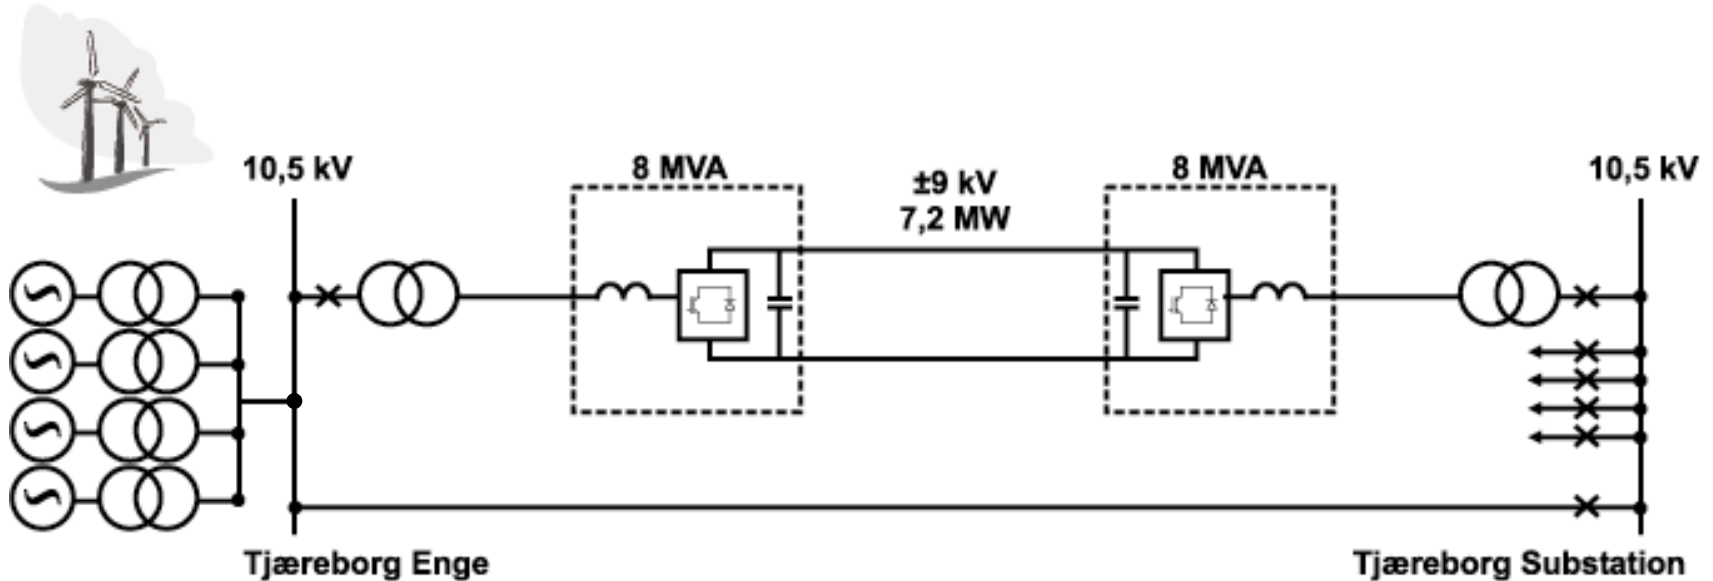 10,5 kV
8 MVA
±9 kV
7,2 MW
8 MVA
10,5 kV
Tjæreborg Enge
Tjæreborg Substation